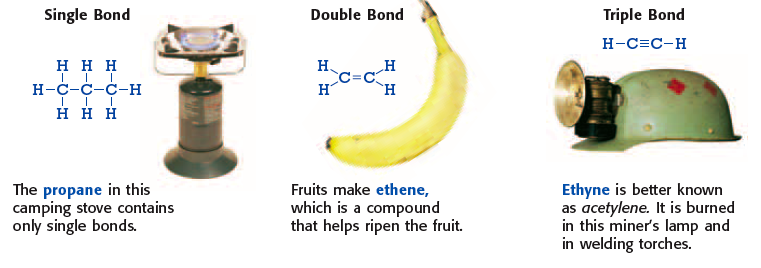 Single Bond
H H H
H-C-C-C-H
H H H
The propane in this
camping stove contains
only single bonds.
Double Bond
H H
C=C
H H
Fruits make ethene,
which is a compound
that helps ripen the fruit.
Triple Bond
H-C≡C-H
Ethyne is better known
as acetylene. It is burned
in this miner's lamp and
in welding torches.